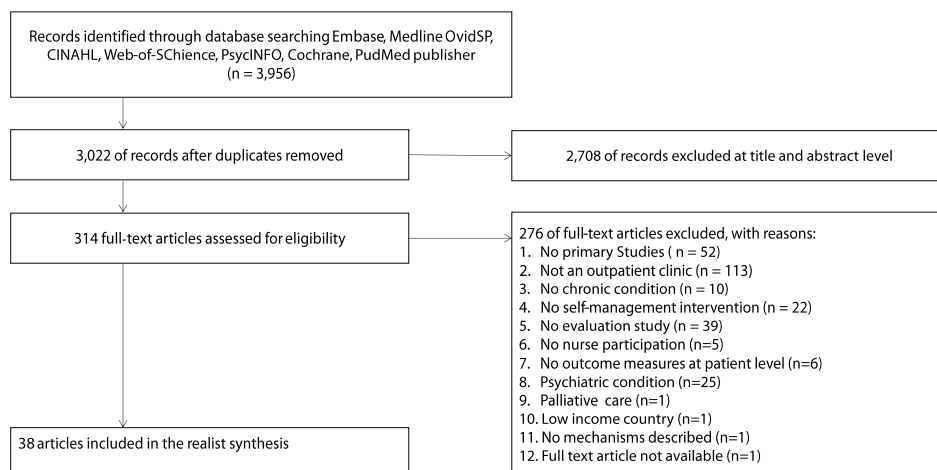 Records identified through database searching Embase, Medline OvidSP,
CINAHL, Web-of-SChience, PsycINFO, Cochrane, PudMed publisher
(n = 3,956)
3,022 of records after duplicates removed
2,708 of records excluded at title and abstract level
314 full-text articles assessed for eligibility
276 of full-text articles excluded, with reasons:
1. No primary Studies ( n = 52)
2. Not an outpatient clinic (n = 113)
3. No chronic condition (n = 10)
4. No self-management intervention (n = 22)
5. No evaluation study (n = 39)
6. No nurse participation (n=5)
7. No outcome measures at patient level (n=6)
8. Psychiatric condition (n=25)
9. Palliative care (n=1)
10. Low income country (n=1)
11. No mechanisms described (n=1)
12. Full text article not available (n=1)
38 articles included in the realist synthesis